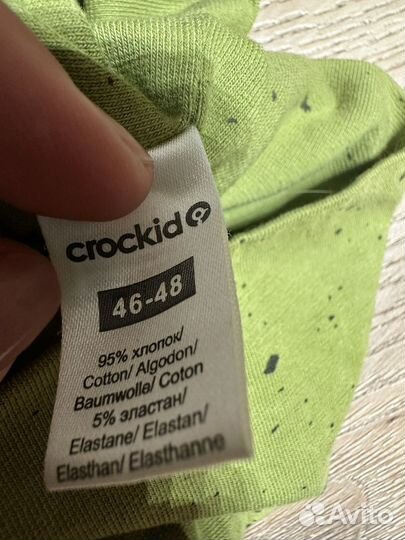 crockid
46-48
95% хлопок/
Cotton/ Algodon/
Baumwolle/ Coton
5% эластан/
Elastane/ Elastan/
Elasthan/ Elasthanne
Avito